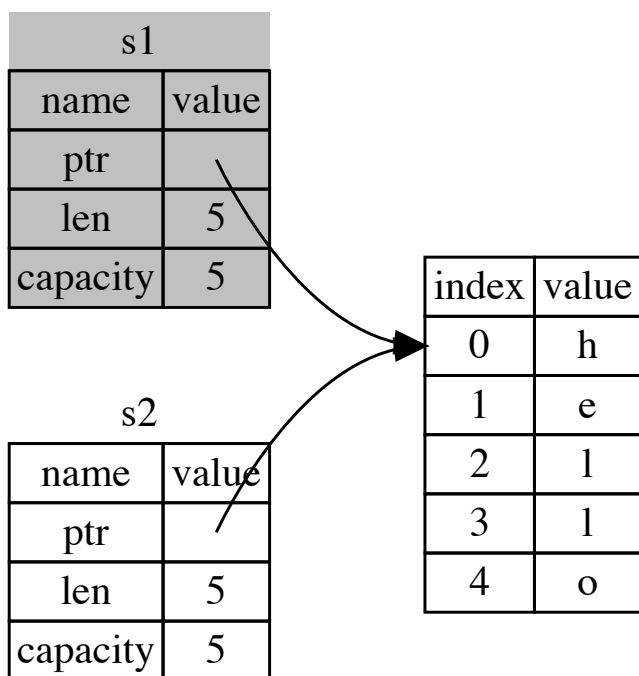 s1
name value
ptr
len 5
capacity 5
s2
name value
ptr
len 5
capacity 5
index value
0 h
1 e
2 l
3 l
4 o